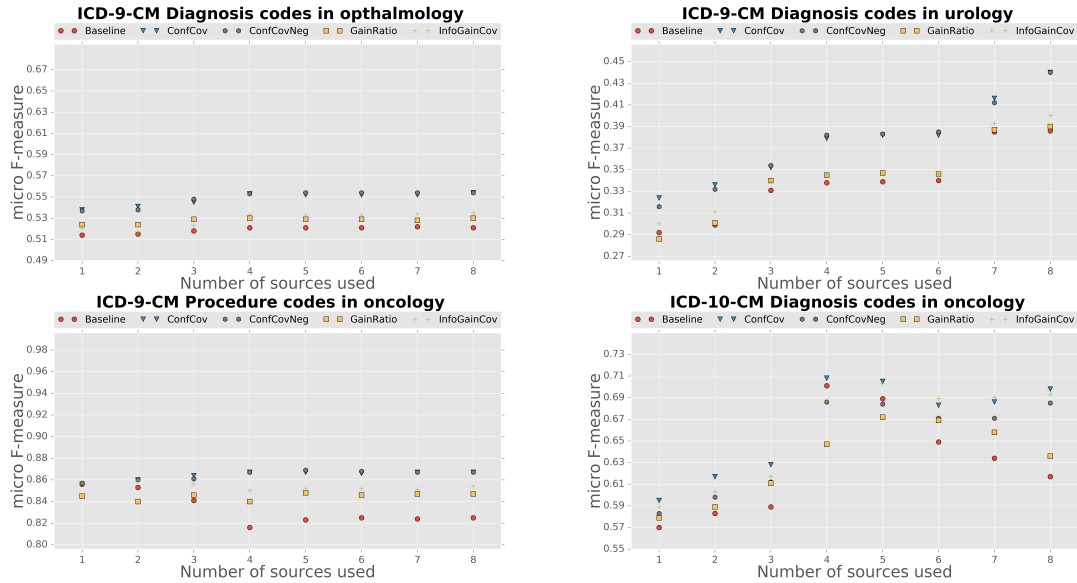 ICD-9-CM Diagnosis codes in opthalmology
Baseline ConfCov ConfCovNeg GainRatio InfoGainCov
micro F-measure
0.67
0.65
0.63
0.61
0.59
0.57
0.55
0.53
0.51
0.49
1 2 3 4 5 6 7 8
Number of sources used
ICD-9-CM Diagnosis codes in urology
Baseline ConfCov ConfCovNeg GainRatio InfoGainCov
micro F-measure
0.45
0.43
0.41
0.39
0.37
0.35
0.33
0.31
0.29
0.27
1 2 3 4 5 6 7 8
Number of sources used
ICD-9-CM Procedure codes in oncology
Baseline ConfCov ConfCovNeg GainRatio InfoGainCov
micro F-measure
0.98
0.96
0.94
0.92
0.90
0.88
0.86
0.84
0.82
0.80
1 2 3 4 5 6 7 8
Number of sources used
ICD-10-CM Diagnosis codes in oncology
Baseline ConfCov ConfCovNeg GainRatio InfoGainCov
micro F-measure
0.73
0.71
0.69
0.67
0.65
0.63
0.61
0.59
0.57
0.55
1 2 3 4 5 6 7 8
Number of sources used